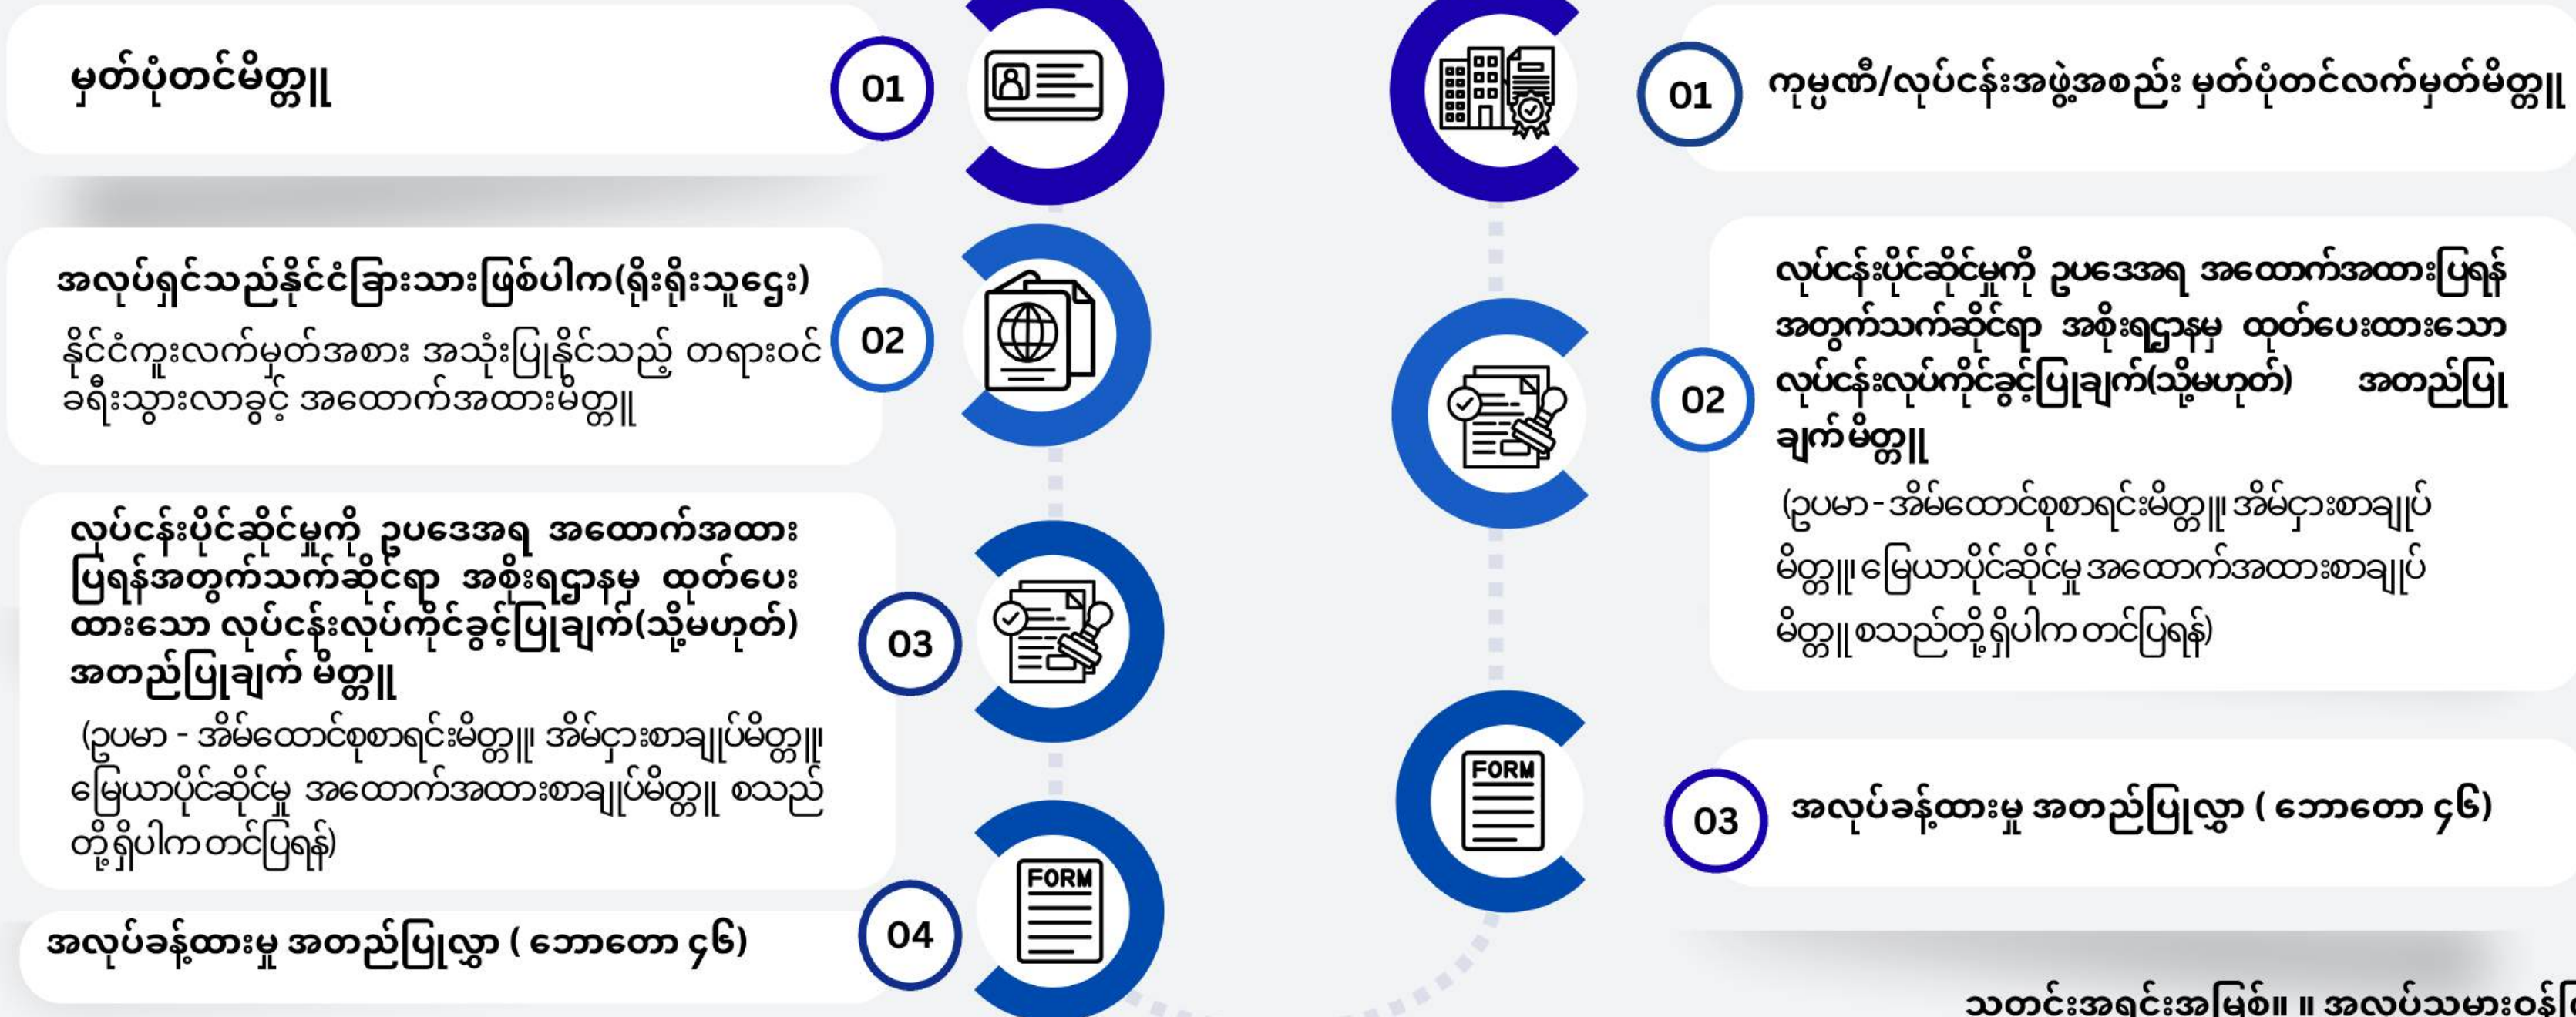 မှတ်ပုံတင်မိတ္တူ
01
အလုပ်ရှင်သည်နိုင်ငံခြားသားဖြစ်ပါက(ရိုးရိုးသူဌေး)
နိုင်ငံကူးလက်မှတ်အစား အသုံးပြုနိုင်သည့် တရားဝင်
ခရီးသွားလာခွင့် အထောက်အထားမိတ္တူ
02
လုပ်ငန်းပိုင်ဆိုင်မှုကို ဥပဒေအရ အထောက်အထား
ပြရန်အတွက်သက်ဆိုင်ရာ အစိုးရဌာနမှ ထုတ်ပေး
ထားသော လုပ်ငန်းလုပ်ကိုင်ခွင့်ပြုချက်(သို့မဟုတ်)
အတည်ပြုချက် မိတ္တူ
(ဥပမာ - အိမ်ထောင်စုစာရင်းမိတ္တူ၊ အိမ်ငှားစာချုပ်မိတ္တူ၊
မြေယာပိုင်ဆိုင်မှု အထောက်အထားစာချုပ်မိတ္တူ စသည်
တို့ရှိပါက တင်ပြရန်)
03
အလုပ်ခန့်ထားမှု အတည်ပြုလွှာ ( ဘောတော ၄၆)
04
FORM
01
ကုမ္ပဏီ/လုပ်ငန်းအဖွဲ့အစည်း မှတ်ပုံတင်လက်မှတ်မိတ္တူ
02
လုပ်ငန်းပိုင်ဆိုင်မှုကို ဥပဒေအရ အထောက်အထားပြရန်
အတွက်သက်ဆိုင်ရာ အစိုးရဌာနမှ ထုတ်ပေးထားသော
လုပ်ငန်းလုပ်ကိုင်ခွင့်ပြုချက်(သို့မဟုတ်) အတည်ပြု
ချက်မိတ္တူ
(ဥပမာ - အိမ်ထောင်စုစာရင်းမိတ္တူ၊ အိမ်ငှားစာချုပ်
မိတ္တူ၊ မြေယာပိုင်ဆိုင်မှု အထောက်အထားစာချုပ်
မိတ္တူ စသည်တို့ရှိပါက တင်ပြရန်)
FORM
03
အလုပ်ခန့်ထားမှု အတည်ပြုလွှာ ( ဘောတော ၄၆)
သတင်းအရင်းအမြစ်။ ။